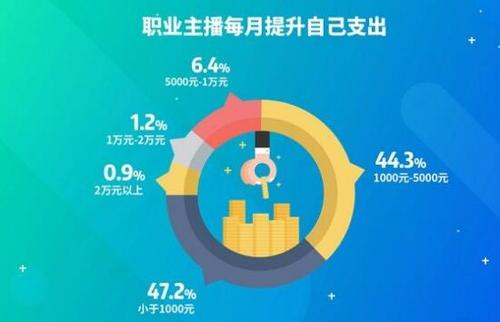 职业主播每月提升自己支出
6.4%
5000元-1万元
1.2%
1万元-2万元
0.9%
2万元以上
44.3%
1000元-5000元
47.2%
小于1000元